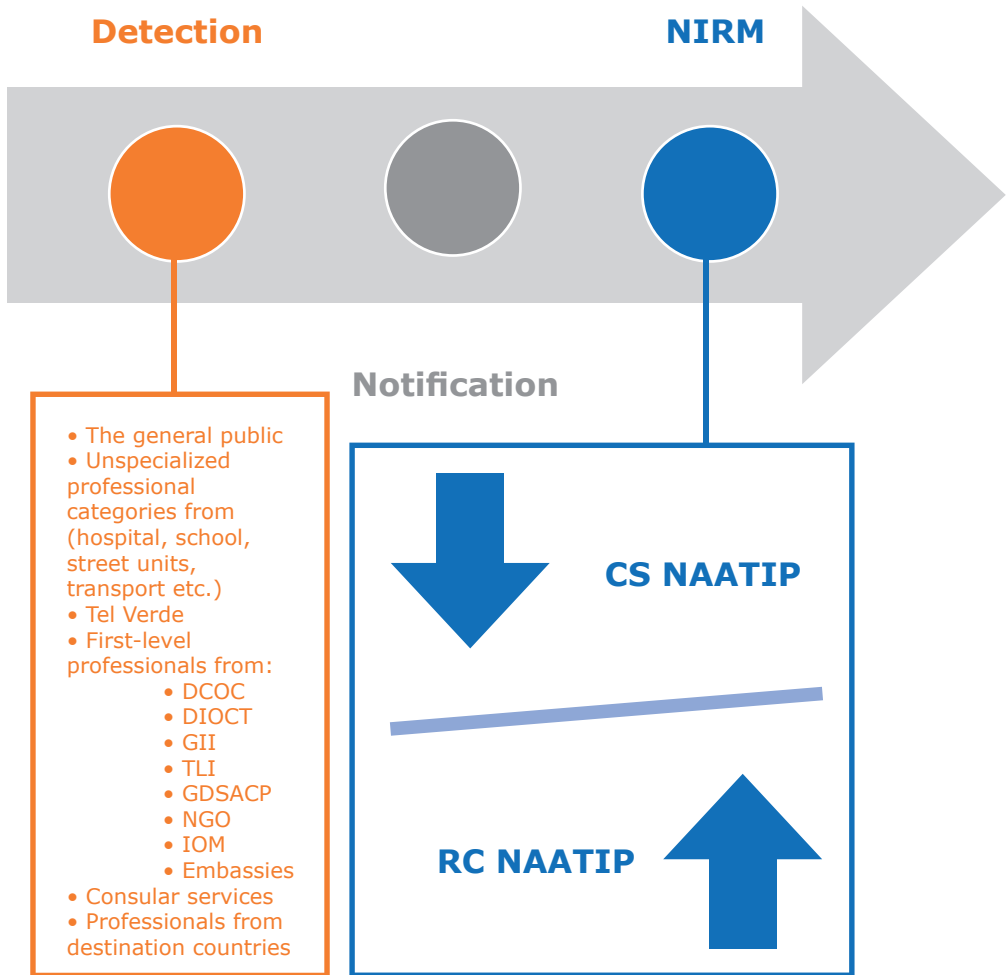 Detection
NIRM
Notification
• The general public
• Unspecialized
professional
categories from
(hospital, school,
street units,
transport etc.)
• Tel Verde
• First-level
professionals from:
• DCOC
• DIOCT
• GII
• TLI
• GDSACP
• NGO
• IOM
• Embassies
• Consular services
• Professionals from
destination countries
CS NAATIP
RC NAATIP